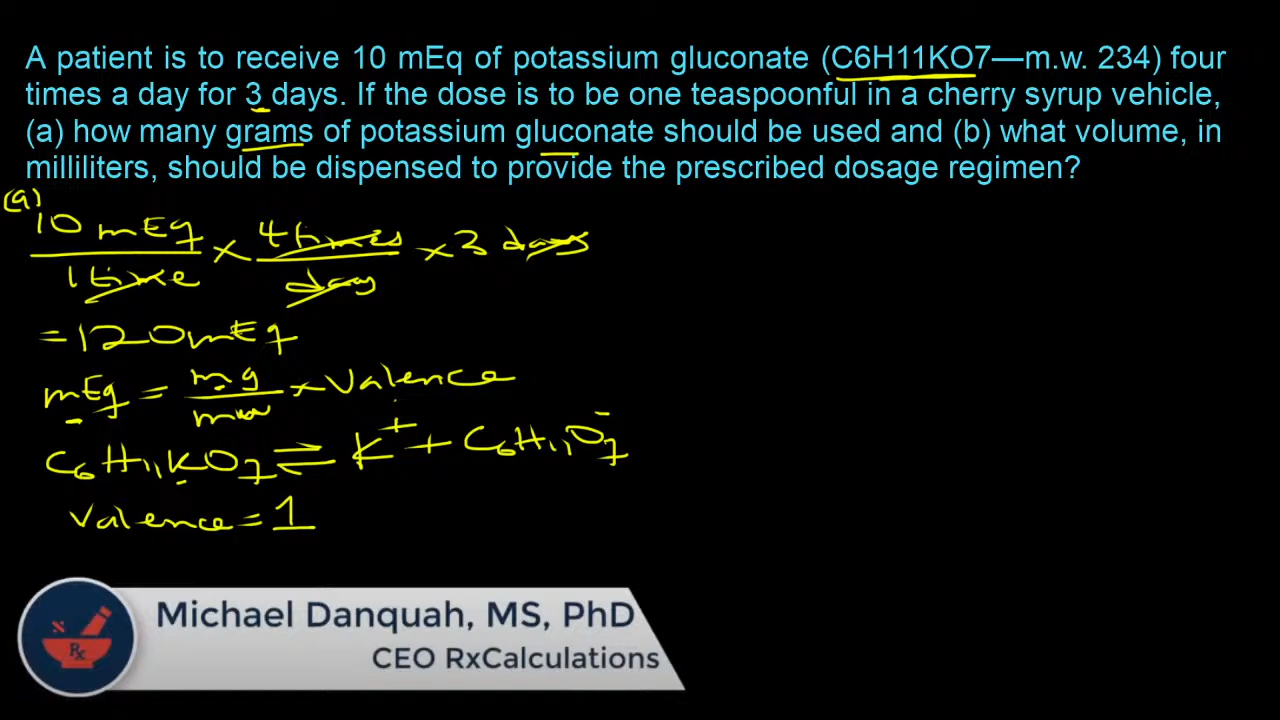 A patient is to receive 10 mEq of potassium gluconate (C6H11KO7—m.w. 234) four
times a day for 3 days. If the dose is to be one teaspoonful in a cherry syrup vehicle,
(a) how many grams of potassium gluconate should be used and (b) what volume, in
milliliters, should be dispensed to provide the prescribed dosage regimen?
(a)
10 mEq / 1 time × 4 times / day × 3 days
= 120 mEq
mEq = mg / mw × Valence
C6H11KO7 ⇌ K+ + C6H11O7-
Valence = 1
Rx
Michael Danquah, MS, PhD
CEO RxCalculations